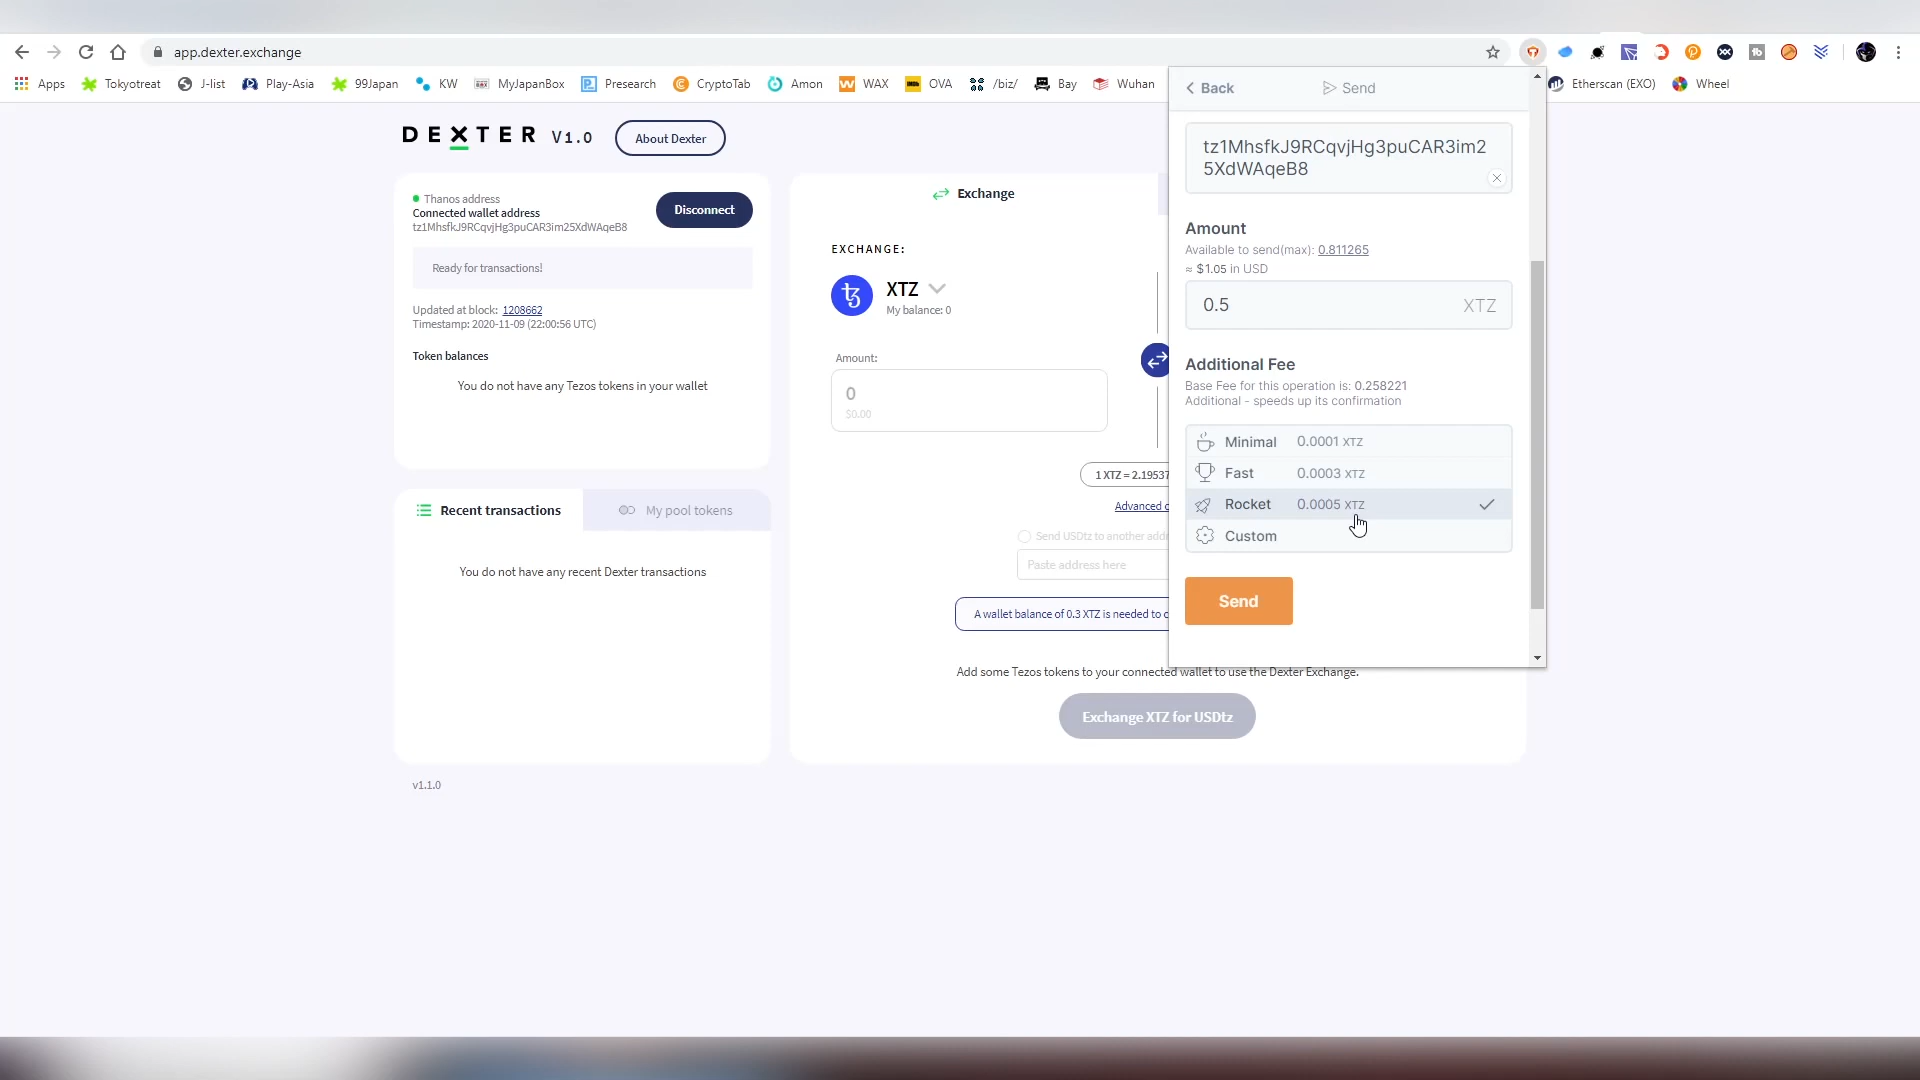 app.dexter.exchange
Apps
Tokyotreat
J-list
Play-Asia
99Japan
KW
MyJapanBox
Presearch
CryptoTab
Amon
WAX
OVA
/biz/
Bay
Wuhan
Etherscan (EXO)
Wheel
DEXTER V1.0
About Dexter
Thanos address
Connected wallet address
tz1MhsfkJ9RCqvjHg3puCAR3im25XdWAqeB8
Disconnect
Ready for transactions!
Updated at block: 1208662
Timestamp: 2020-11-09 (22:00:56 UTC)
Token balances
You do not have any Tezos tokens in your wallet
Recent transactions
My pool tokens
You do not have any recent Dexter transactions
v1.1.0
Exchange
EXCHANGE:
XTZ
My balance: 0
Amount:
0
$0.00
1 XTZ = 2.19537
Advanced
Send USDtz to another
Paste address here
A wallet balance of 0.3 XTZ is needed to
Add some Tezos tokens to your connected wallet to use the Dexter Exchange.
Exchange XTZ for USDtz
Back
Send
tz1MhsfkJ9RCqvjHg3puCAR3im2
5XdWAqeB8
Amount
Available to send(max): 0.811265
≈ $1.05 in USD
0.5 XTZ
Additional Fee
Base Fee for this operation is: 0.258221
Additional - speeds up its confirmation
Minimal 0.0001 XTZ
Fast 0.0003 XTZ
Rocket 0.0005 XTZ
Custom
Send